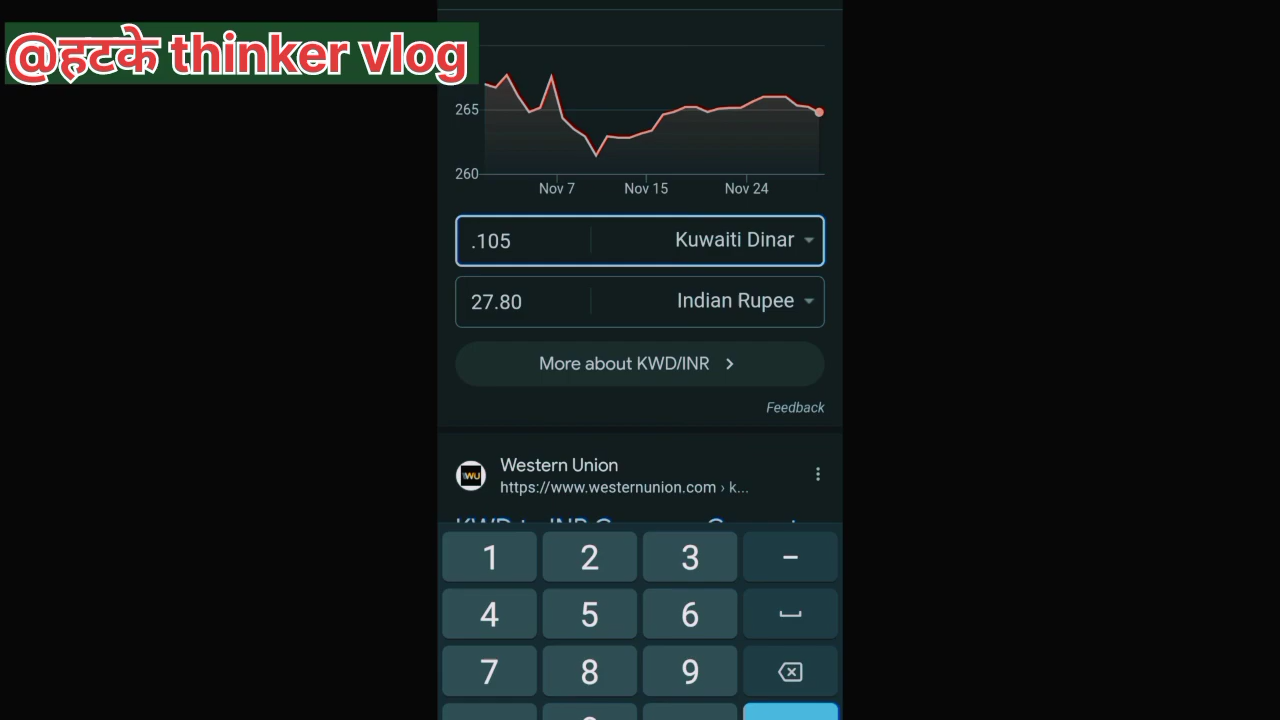 @हटके thinker vlog
265
260
Nov 7 Nov 15 Nov 24
.105 Kuwaiti Dinar
27.80 Indian Rupee
More about KWD/INR >
Feedback
WU Western Union
https://www.westernunion.com › k...
1 2 3 -
4 5 6
7 8 9